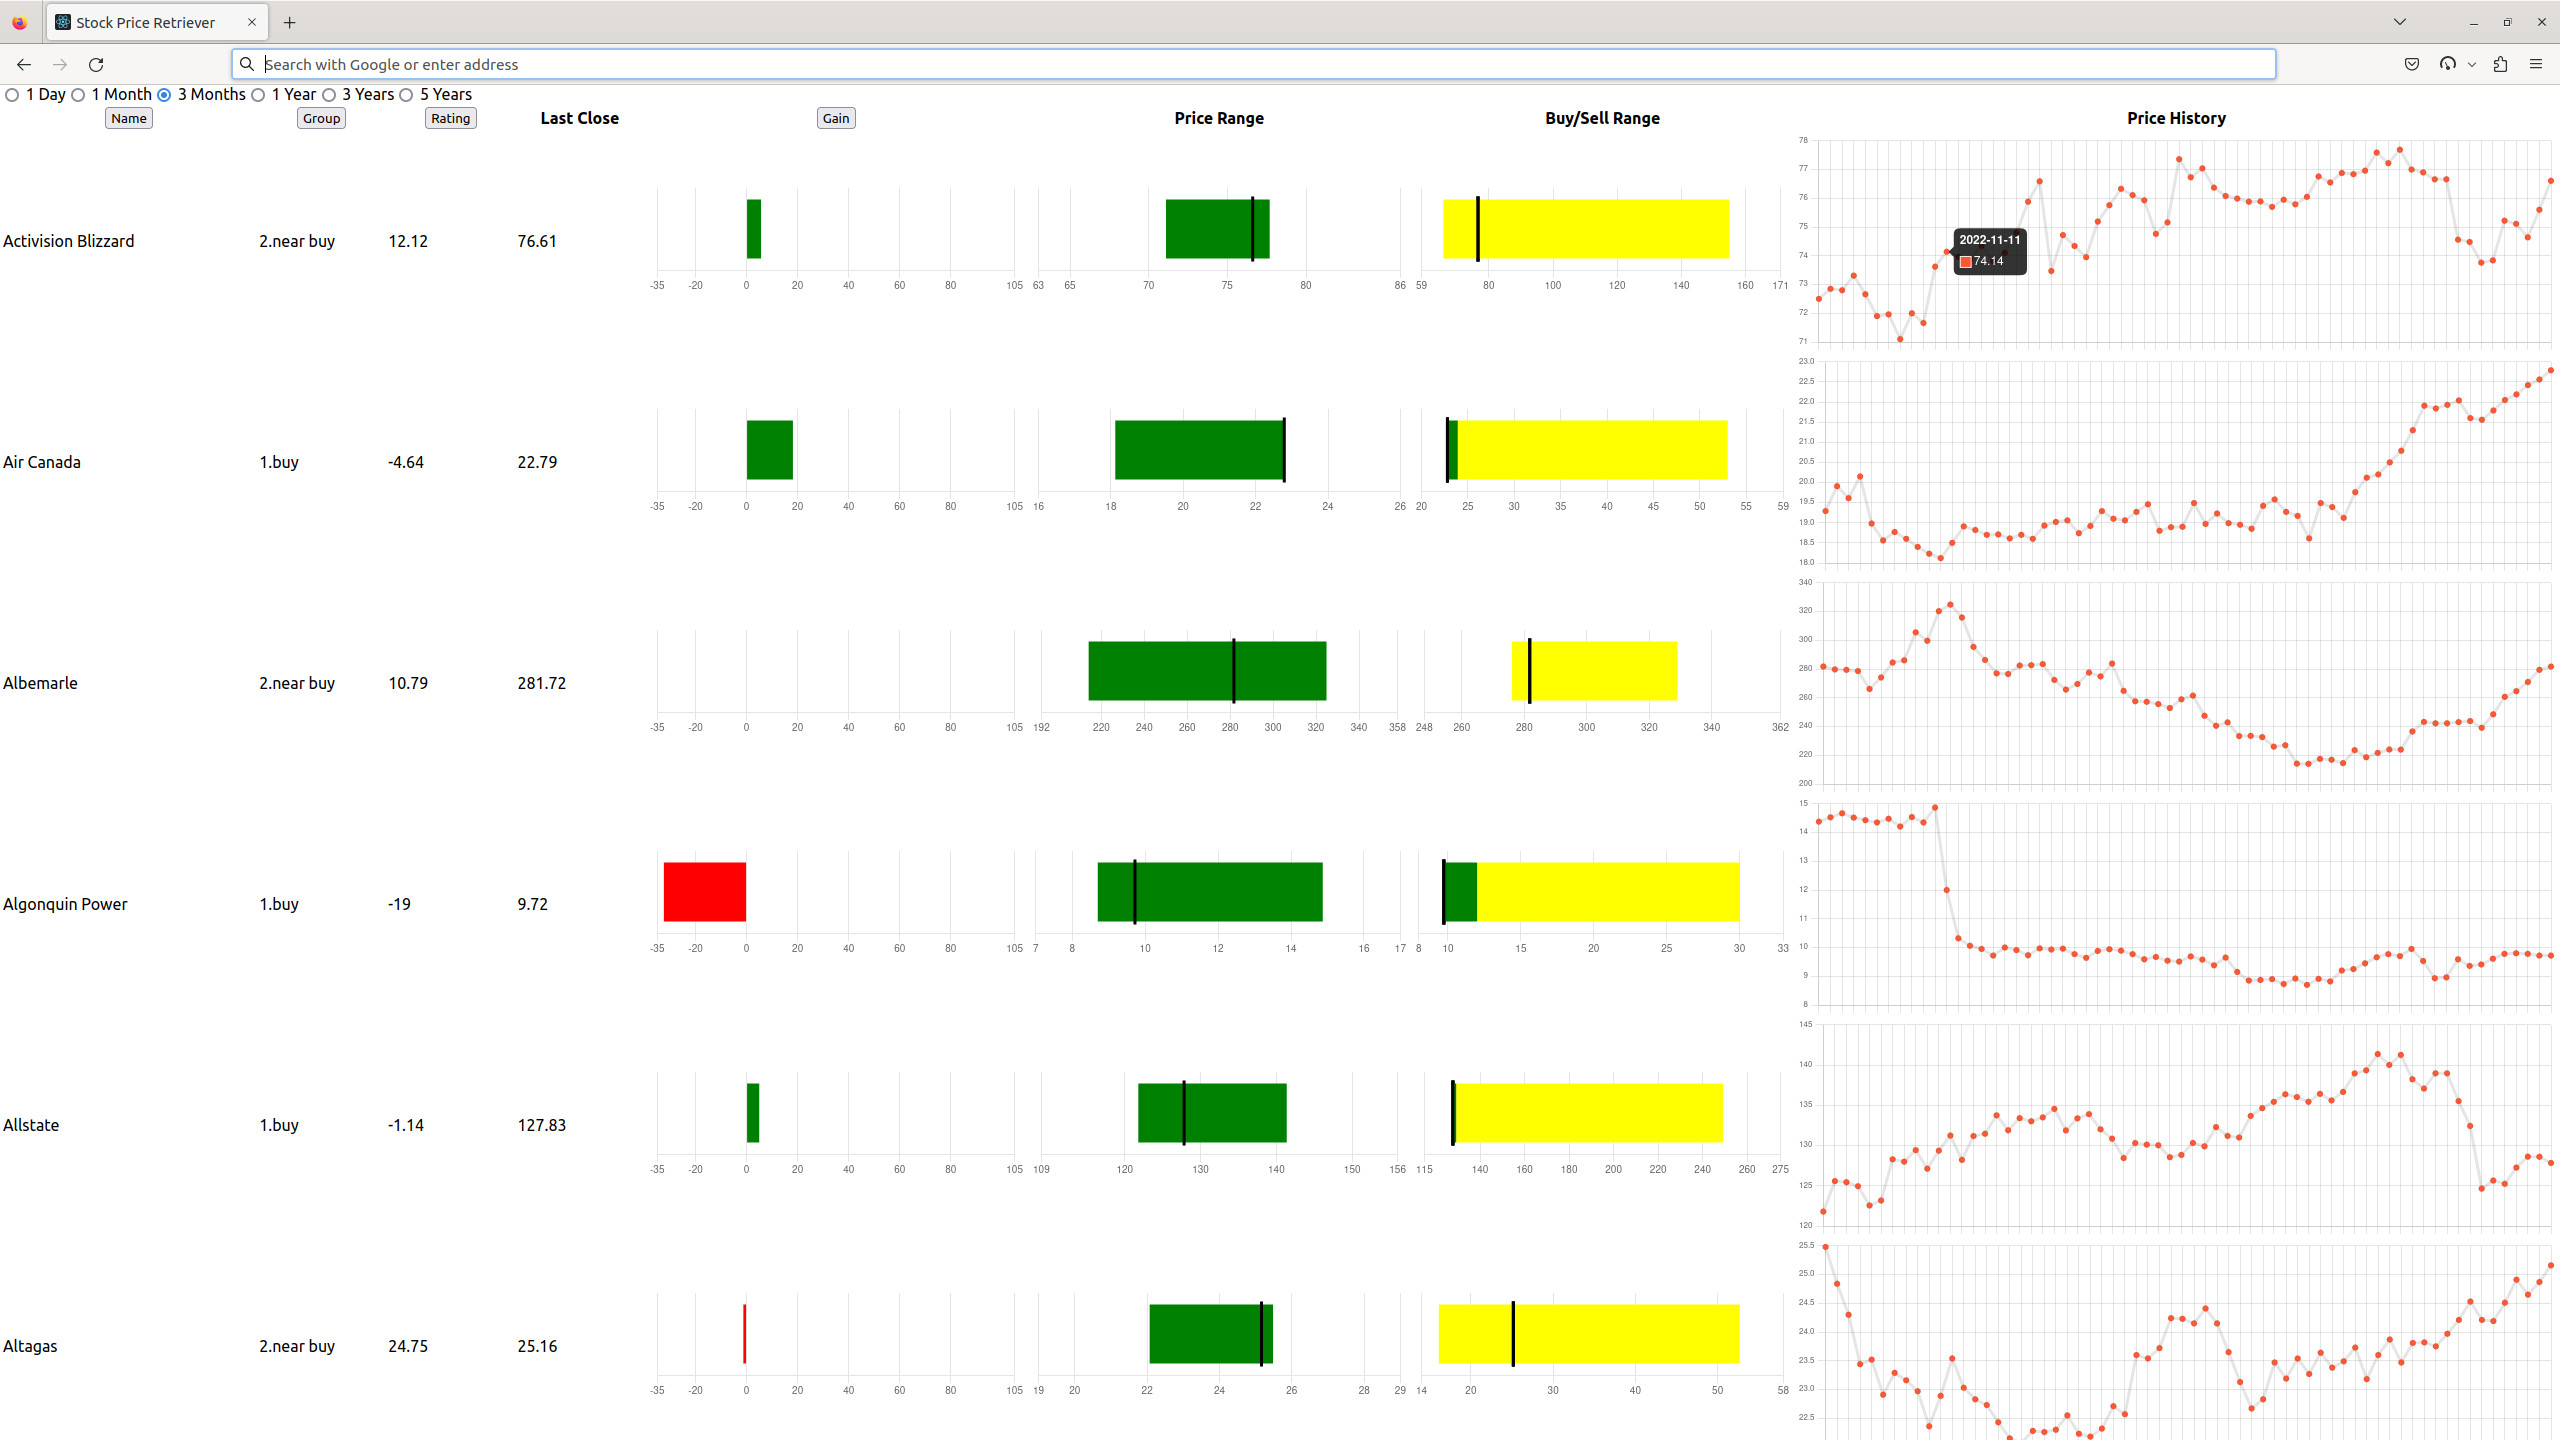 Stock Price Retriever
Search with Google or enter address
1 Day 1 Month 3 Months 1 Year 3 Years 5 Years
Name Group Rating Last Close Gain Price Range Buy/Sell Range Price History
Activision Blizzard 2.near buy 12.12 76.61
-35 -20 0 20 40 60 80 105
63 65 70 75 80 86
59 80 100 120 140 160 171
78
77
76
75
74
73
72
71
2022-11-11
74.14
Air Canada 1.buy -4.64 22.79
-35 -20 0 20 40 60 80 105
16 18 20 22 24 26
20 25 30 35 40 45 50 55 59
23.0
22.5
22.0
21.5
21.0
20.5
20.0
19.5
19.0
18.5
18.0
Albemarle 2.near buy 10.79 281.72
-35 -20 0 20 40 60 80 105
192 220 240 260 280 300 320 340 358
248 260 280 300 320 340 362
340
320
300
280
260
240
220
200
Algonquin Power 1.buy -19 9.72
-35 -20 0 20 40 60 80 105
7 8 10 12 14 16 17
8 10 15 20 25 30 33
15
14
13
12
11
10
9
8
Allstate 1.buy -1.14 127.83
-35 -20 0 20 40 60 80 105
109 120 130 140 150 156
115 140 160 180 200 220 240 260 275
145
140
135
130
125
120
Altagas 2.near buy 24.75 25.16
-35 -20 0 20 40 60 80 105
19 20 22 24 26 28 29
14 20 30 40 50 58
25.5
25.0
24.5
24.0
23.5
23.0
22.5